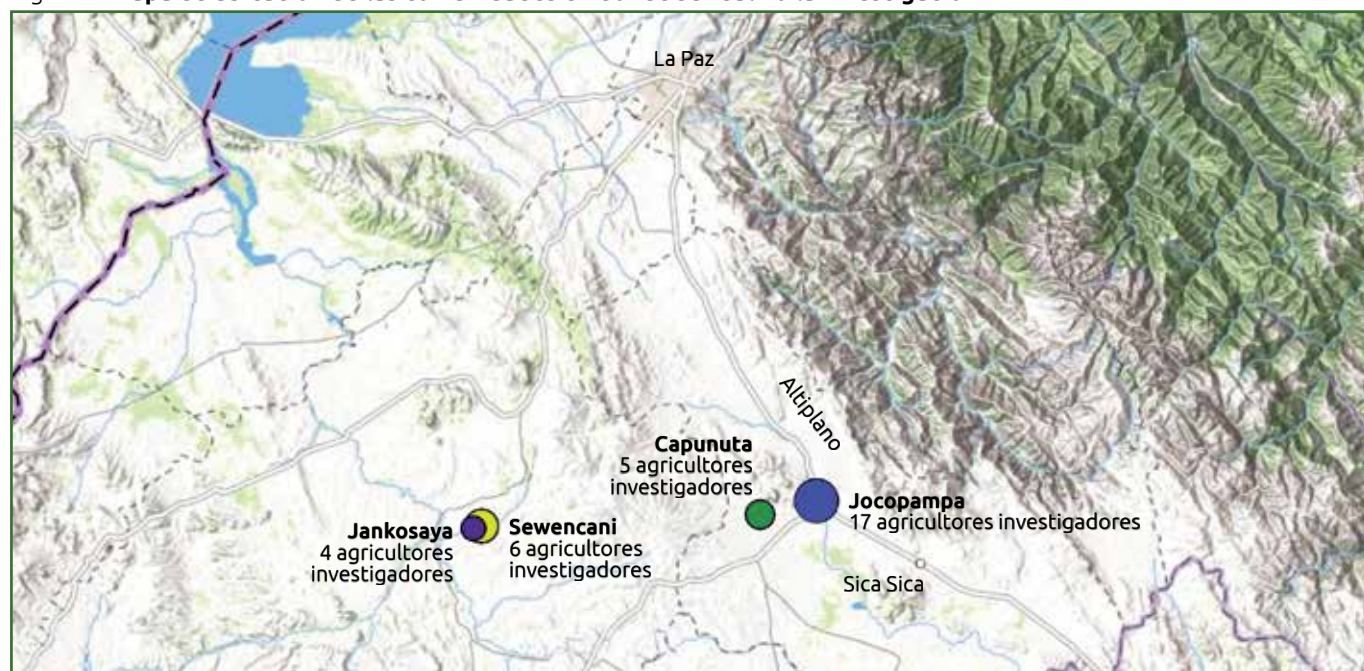 La Paz
Altiplano
Capunuta
5 agricultores
investigadores
Jocopampa
17 agricultores investigadores
Jankosaya
4 agricultores
investigadores
Sewencani
6 agricultores
investigadores
Sica Sica